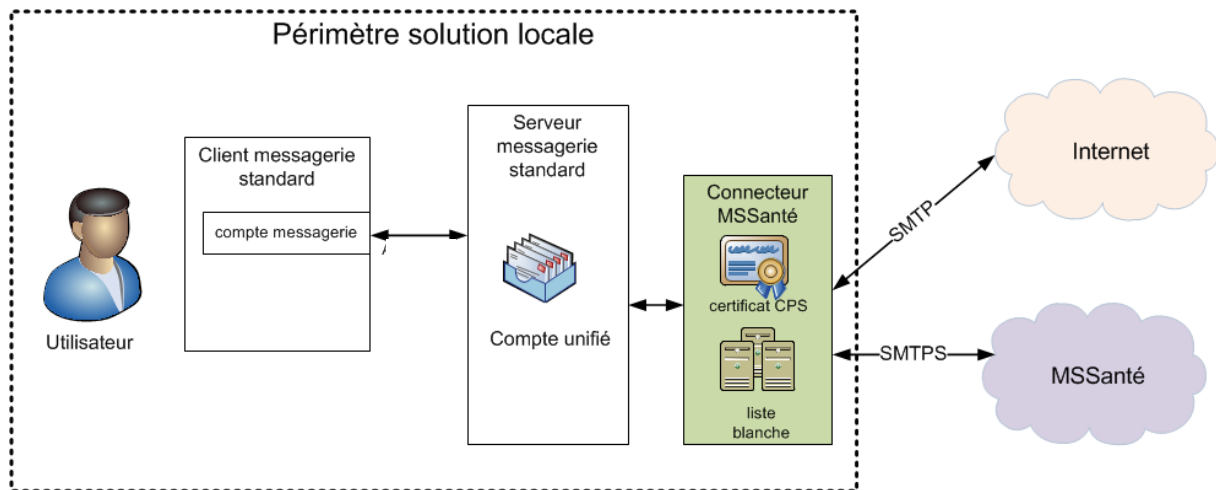 Périmètre solution locale
Utilisateur
Client messagerie
standard
compte messagerie
Serveur
messagerie
standard
Compte unifié
Connecteur
MSSanté
certificat CPS
liste
blanche
SMTP
SMTPS
Internet
MSSanté